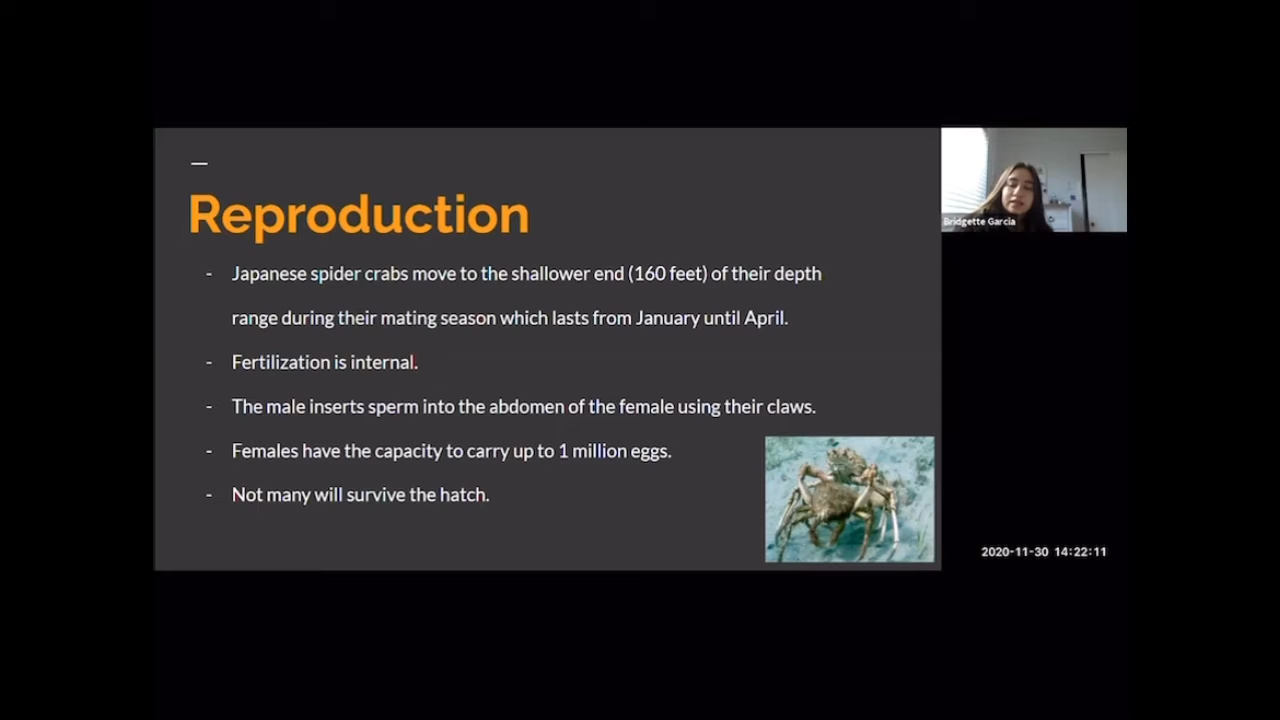 Reproduction
- Japanese spider crabs move to the shallower end (160 feet) of their depth
range during their mating season which lasts from January until April.
- Fertilization is internal.
- The male inserts sperm into the abdomen of the female using their claws.
- Females have the capacity to carry up to 1 million eggs.
- Not many will survive the hatch.
Bridgette Garcia
2020-11-30 14:22:11